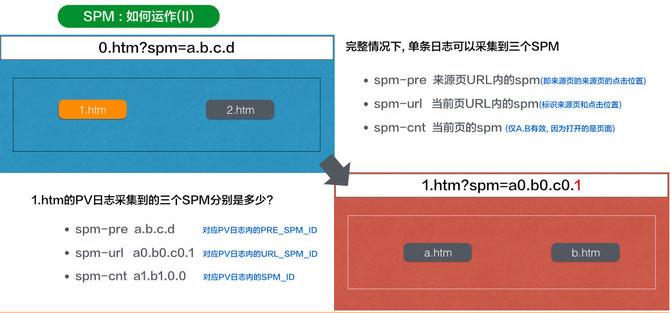 SPM : 如何运作(II)
0.htm?spm=a.b.c.d
1.htm
2.htm
完整情况下, 单条日志可以采集到三个SPM
spm-pre 来源页URL内的spm(即来源页的来源页的点击位置)
spm-url 当前页URL内的spm(标识来源页和点击位置)
spm-cnt 当前页的spm (仅A.B有效, 因为打开的是页面)
1.htm的PV日志采集到的三个SPM分别是多少?
spm-pre a.b.c.d 对应PV日志内的PRE_SPM_ID
spm-url a0.b0.c0.1 对应PV日志内的URL_SPM_ID
spm-cnt a1.b1.0.0 对应PV日志内的SPM_ID
1.htm?spm=a0.b0.c0.1
a.htm
b.htm